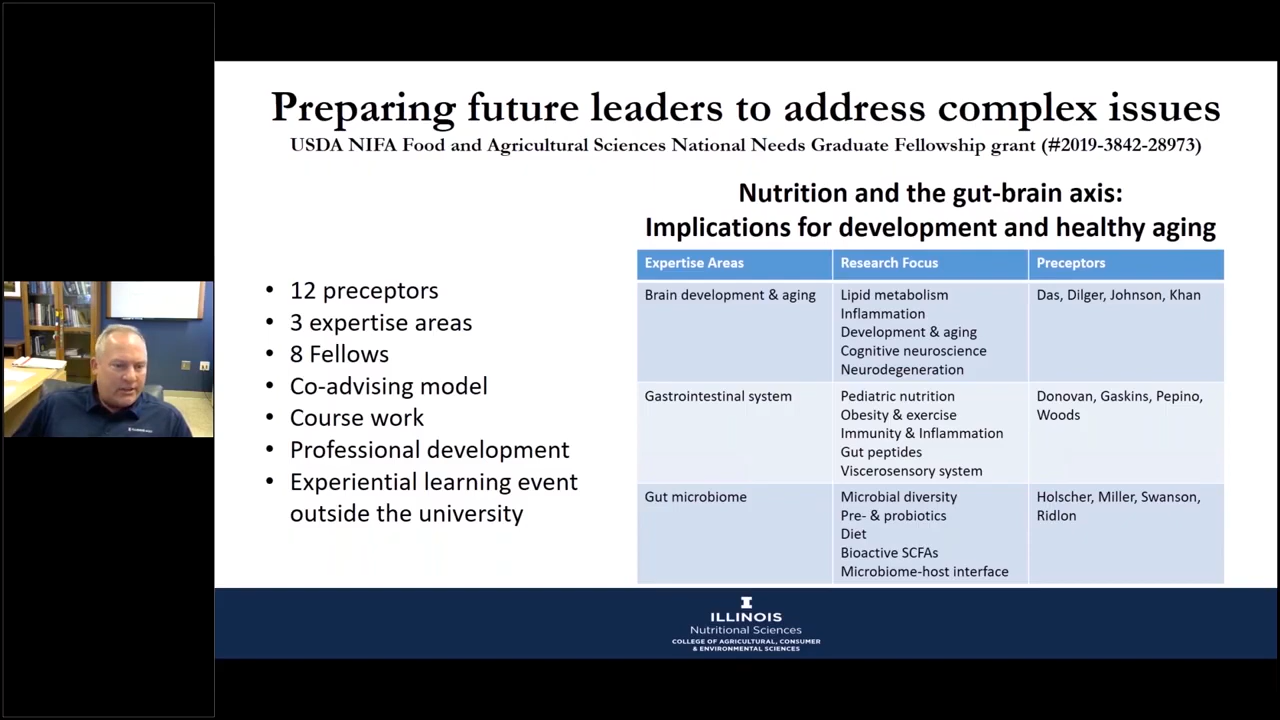 Preparing future leaders to address complex issues
USDA NIFA Food and Agricultural Sciences National Needs Graduate Fellowship grant (#2019-3842-28973)
• 12 preceptors
• 3 expertise areas
• 8 Fellows
• Co-advising model
• Course work
• Professional development
• Experiential learning event
outside the university
Nutrition and the gut-brain axis:
Implications for development and healthy aging
Expertise Areas Research Focus Preceptors
Brain development & aging Lipid metabolism Das, Dilger, Johnson, Khan
Inflammation
Development & aging
Cognitive neuroscience
Neurodegeneration
Gastrointestinal system Pediatric nutrition Donovan, Gaskins, Pepino,
Obesity & exercise Woods
Immunity & Inflammation
Gut peptides
Viscerosensory system
Gut microbiome Microbial diversity Holscher, Miller, Swanson,
Pre- & probiotics Ridlon
Diet
Bioactive SCFAs
Microbiome-host interface
I
ILLINOIS
Nutritional Sciences
COLLEGE OF AGRICULTURAL, CONSUMER
& ENVIRONMENTAL SCIENCES